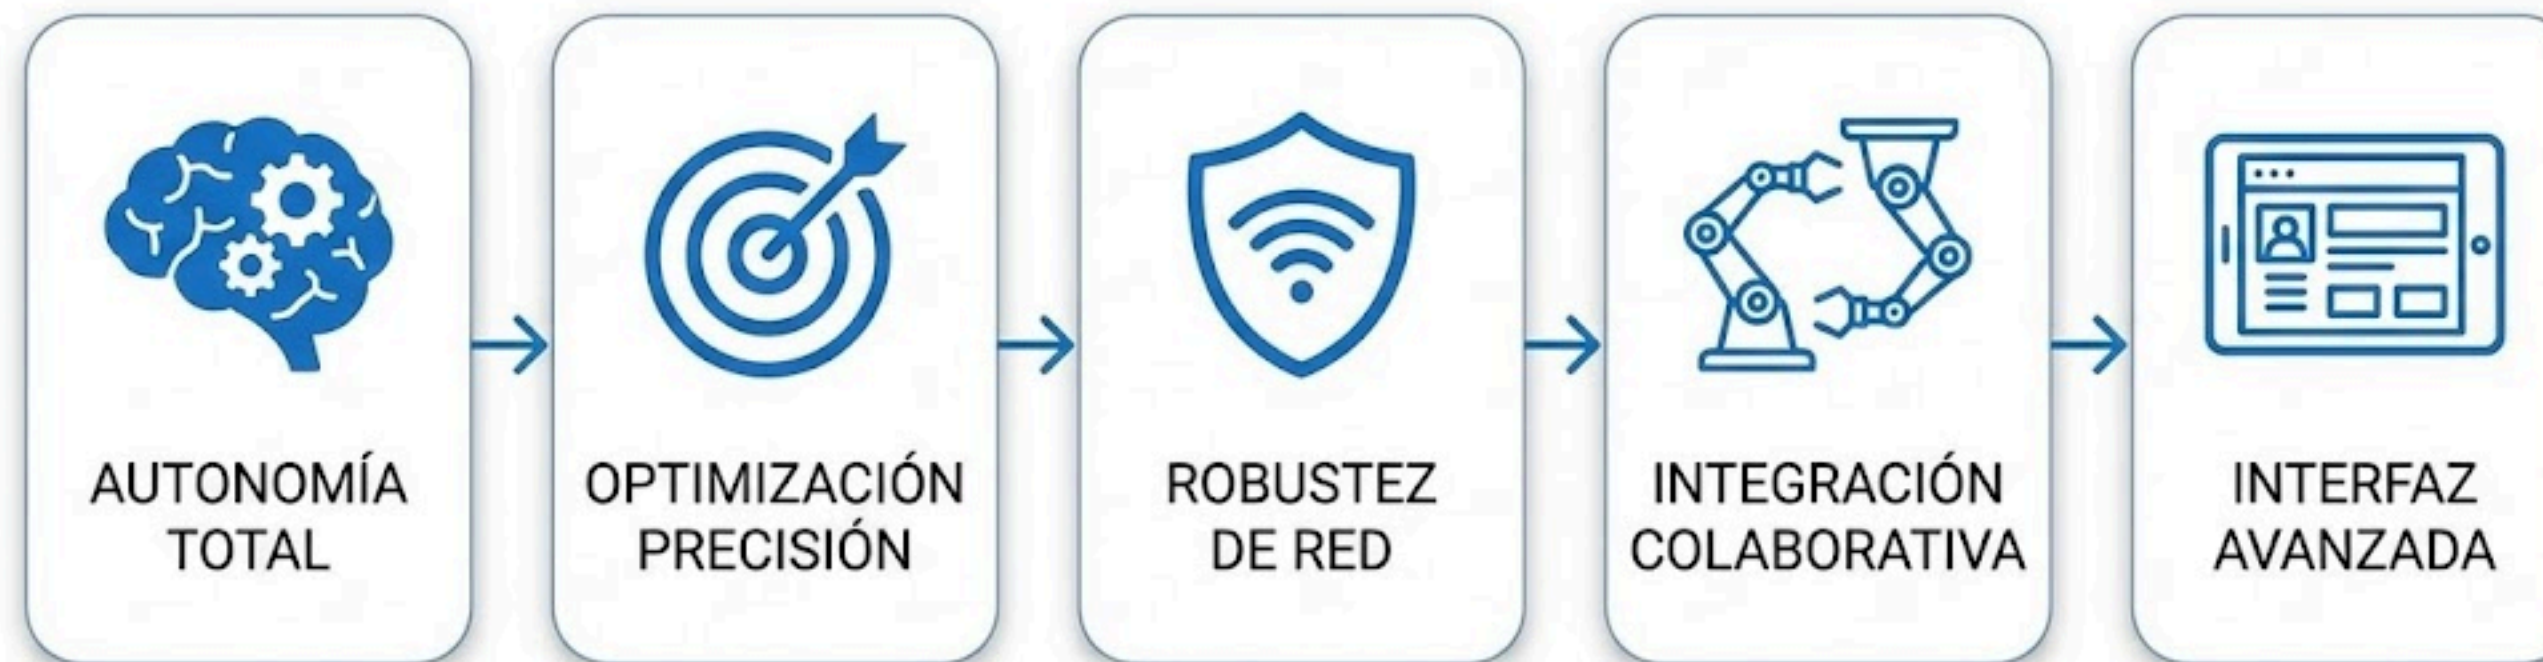 AUTONOMÍA
TOTAL
OPTIMIZACIÓN
PRECISIÓN
ROBUSTEZ
DE RED
INTEGRACIÓN
COLABORATIVA
INTERFAZ
AVANZADA